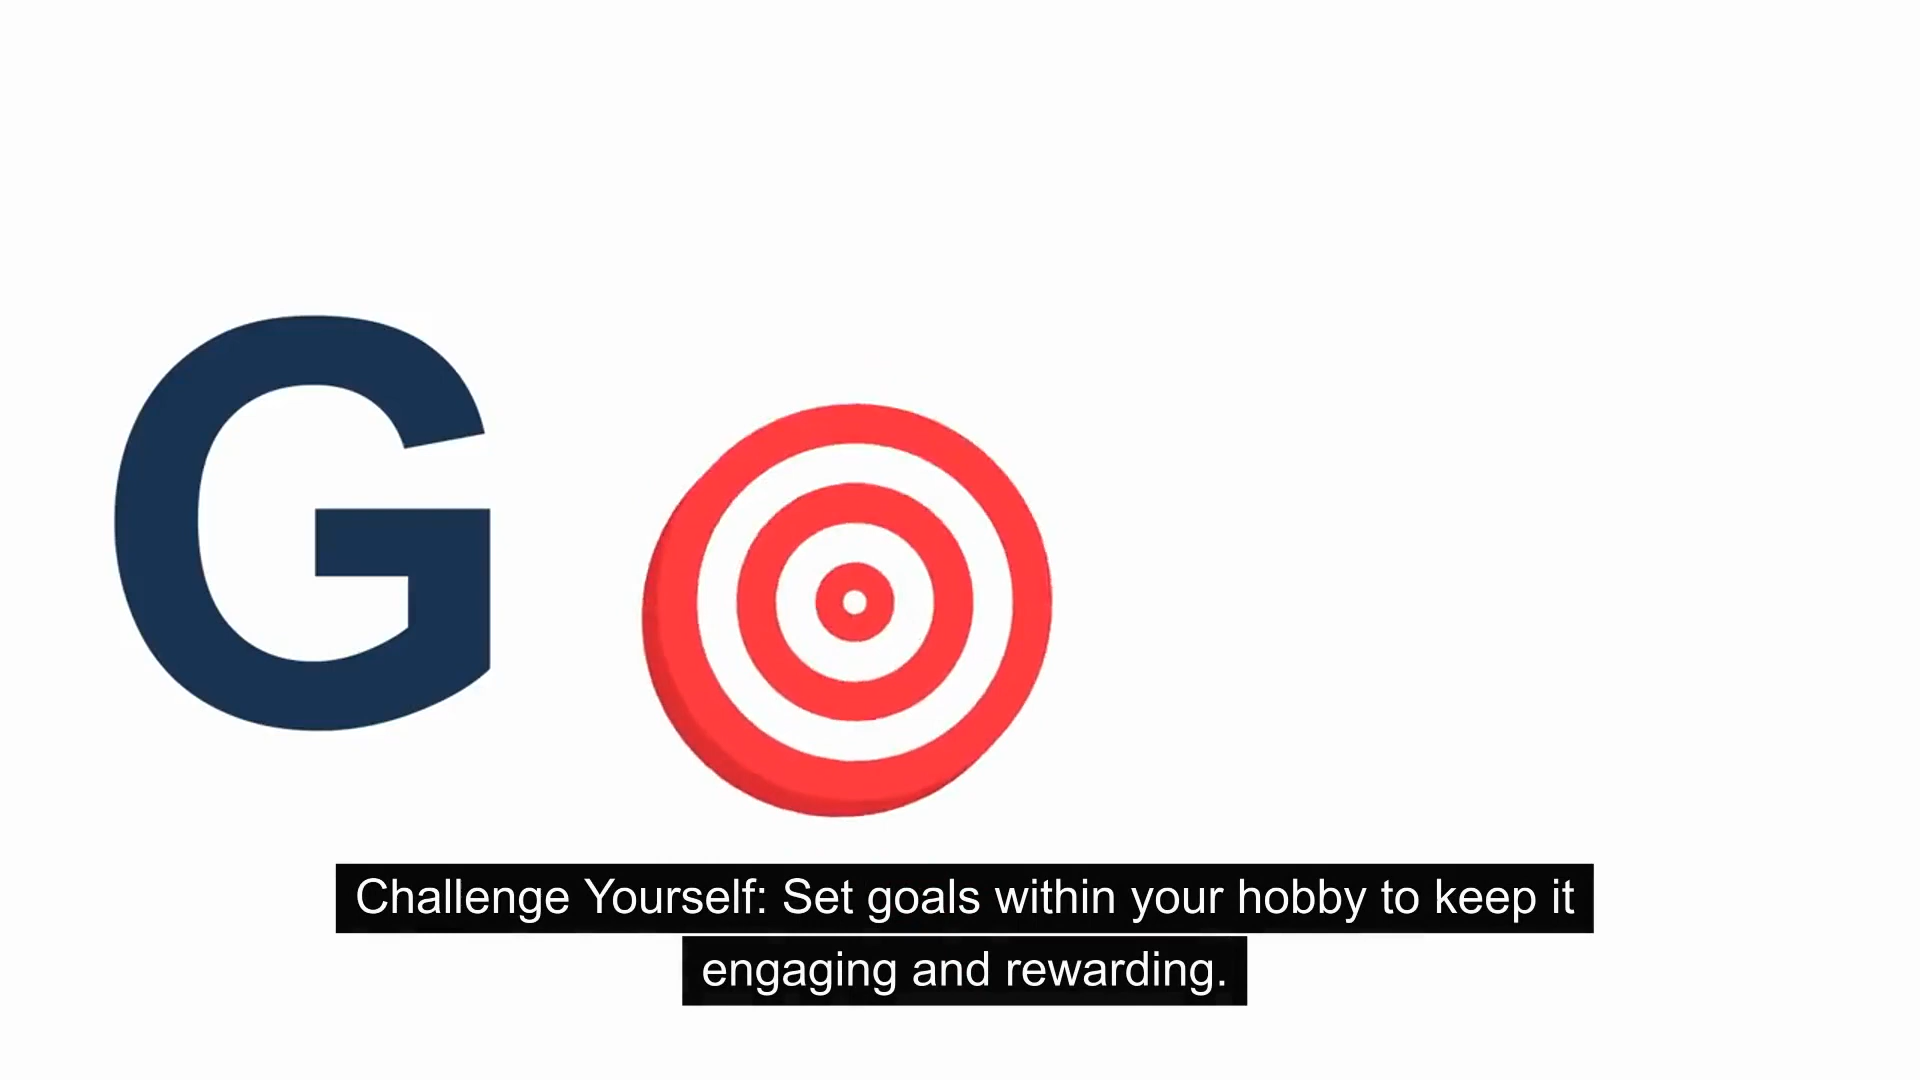 G
Challenge Yourself: Set goals within your hobby to keep it
engaging and rewarding.